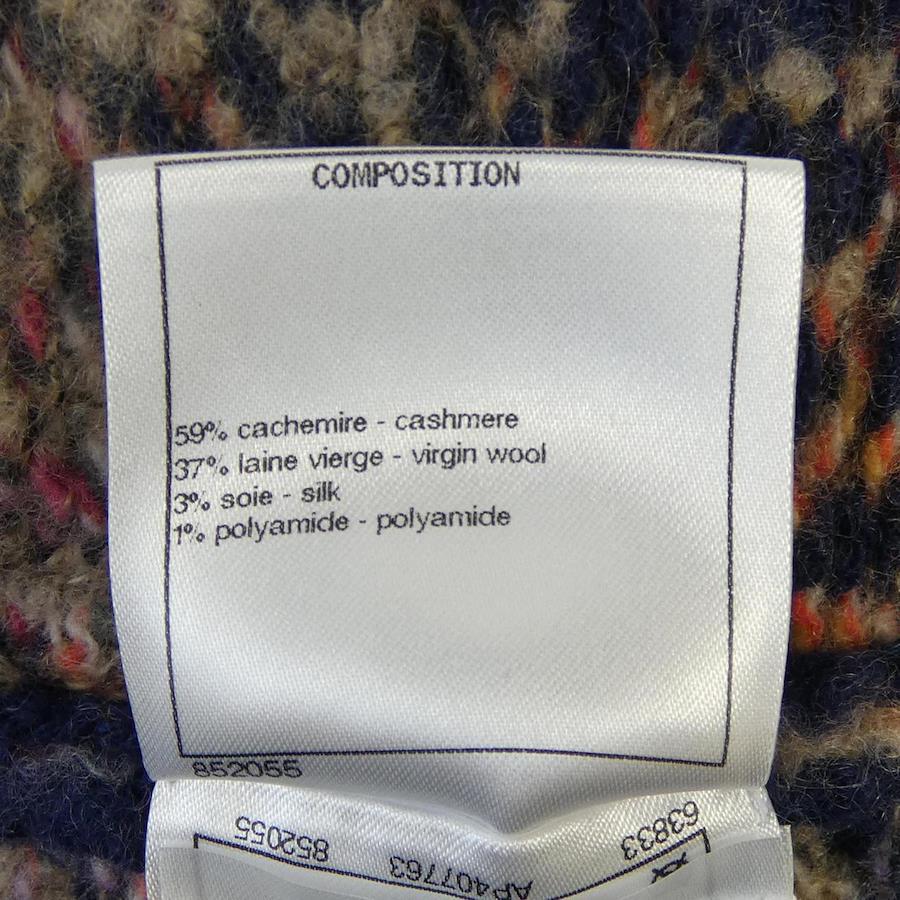 COMPOSITION
59% cachemire - cashmere
37% laine vierge - virgin wool
3% soie - silk
1% polyamide - polyamide
852055
63833
AP407763
852055